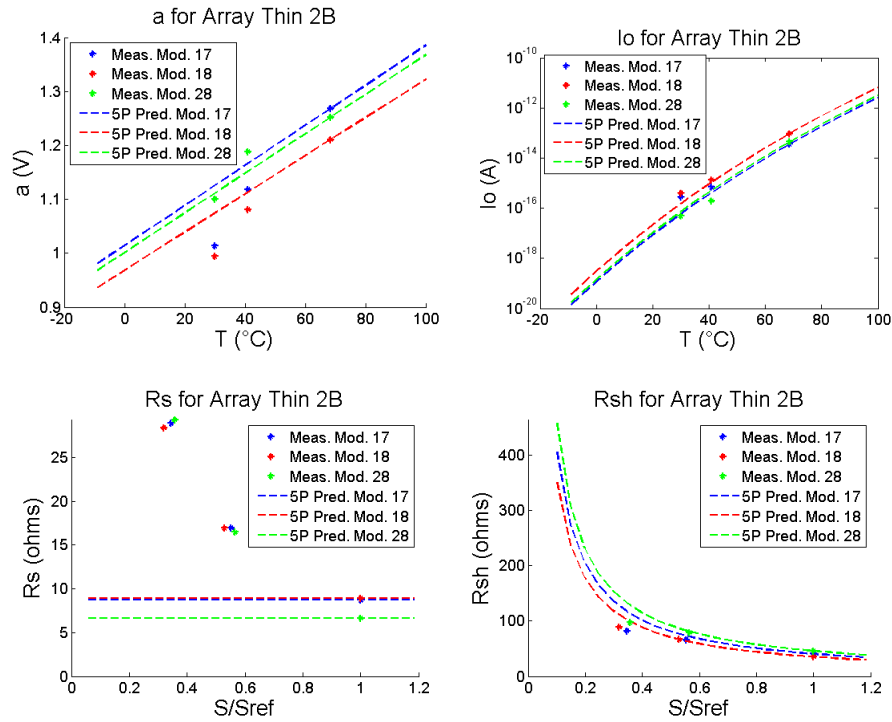 a for Array Thin 2B
1.4
1.3
1.2
1.1
1
0.9
a (V)
Meas. Mod. 17
Meas. Mod. 18
Meas. Mod. 28
5P Pred. Mod. 17
5P Pred. Mod. 18
5P Pred. Mod. 28
-20 0 20 40 60 80 100
T (°C)
Io for Array Thin 2B
10-10
10-12
10-14
10-16
10-18
10-20
Io (A)
Meas. Mod. 17
Meas. Mod. 18
Meas. Mod. 28
5P Pred. Mod. 17
5P Pred. Mod. 18
5P Pred. Mod. 28
-20 0 20 40 60 80 100
T (°C)
Rs for Array Thin 2B
25
20
15
10
5
0
Rs (ohms)
Meas. Mod. 17
Meas. Mod. 18
Meas. Mod. 28
5P Pred. Mod. 17
5P Pred. Mod. 18
5P Pred. Mod. 28
0 0.2 0.4 0.6 0.8 1 1.2
S/Sref
Rsh for Array Thin 2B
400
300
200
100
0
Rsh (ohms)
Meas. Mod. 17
Meas. Mod. 18
Meas. Mod. 28
5P Pred. Mod. 17
5P Pred. Mod. 18
5P Pred. Mod. 28
0 0.2 0.4 0.6 0.8 1 1.2
S/Sref